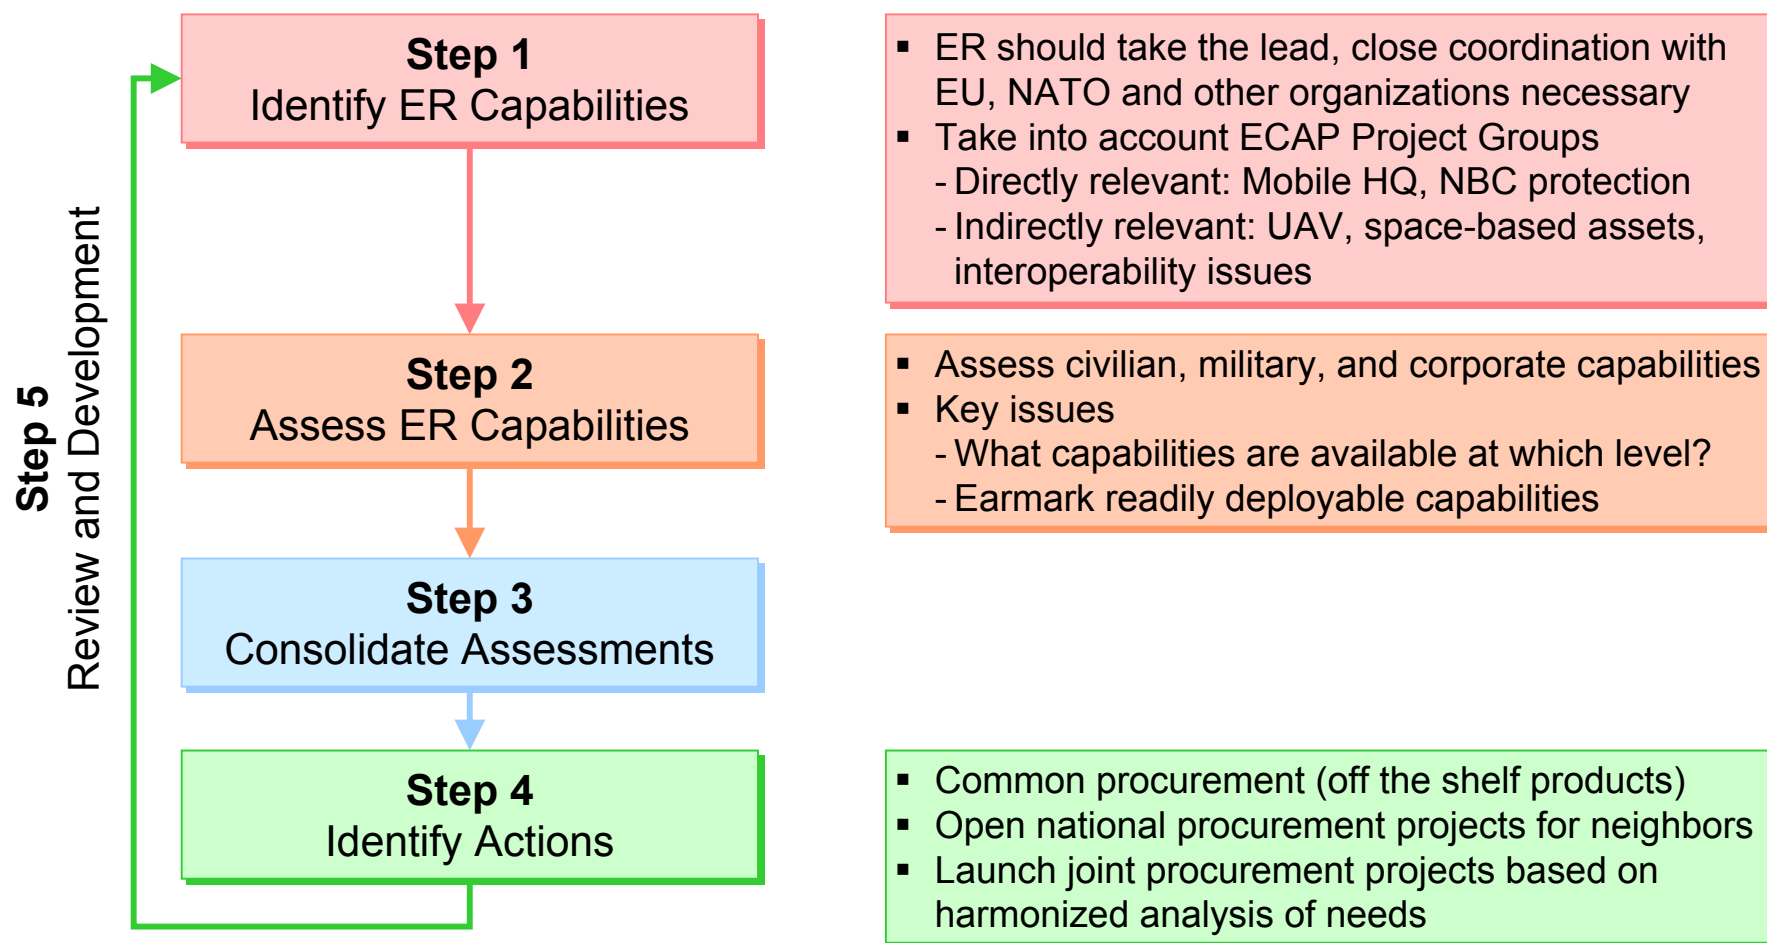 Step 1
Identify ER Capabilities
▪ ER should take the lead, close coordination with
EU, NATO and other organizations necessary
▪ Take into account ECAP Project Groups
- Directly relevant: Mobile HQ, NBC protection
- Indirectly relevant: UAV, space-based assets,
interoperability issues
Step 2
Assess ER Capabilities
▪ Assess civilian, military, and corporate capabilities
▪ Key issues
- What capabilities are available at which level?
- Earmark readily deployable capabilities
Step 3
Consolidate Assessments
Step 4
Identify Actions
▪ Common procurement (off the shelf products)
▪ Open national procurement projects for neighbors
▪ Launch joint procurement projects based on
harmonized analysis of needs
Step 5
Review and Development